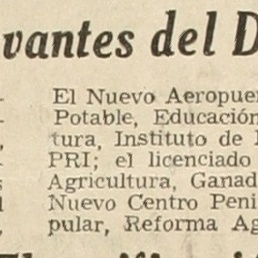 vantes del D
El Nuevo Aeropue
Potable, Educación
tura, Instituto de
PRI; el licenciado
Agricultura, Ganad
Nuevo Centro Peni
pular, Reforma Ag